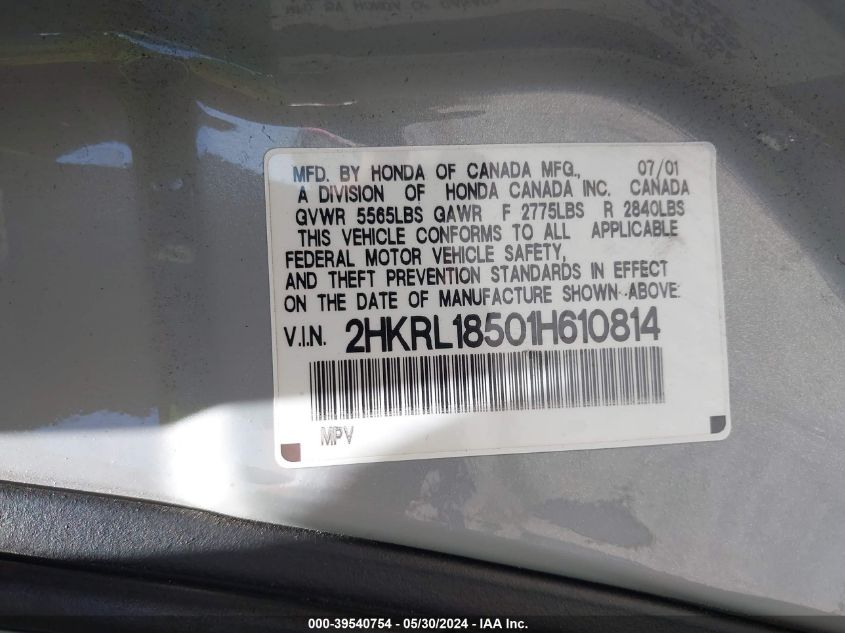 MFD. BY HONDA OF CANADA MFG., 07/01
A DIVISION OF HONDA CANADA INC. CANADA
GVWR 5565LBS GAWR F 2775LBS R 2840LBS
THIS VEHICLE CONFORMS TO ALL APPLICABLE
FEDERAL MOTOR VEHICLE SAFETY,
AND THEFT PREVENTION STANDARDS IN EFFECT
ON THE DATE OF MANUFACTURE SHOWN ABOVE.
V.I.N. 2HKRL18501H610814
MPV
000-39540754 - 05/30/2024 - IAA Inc.